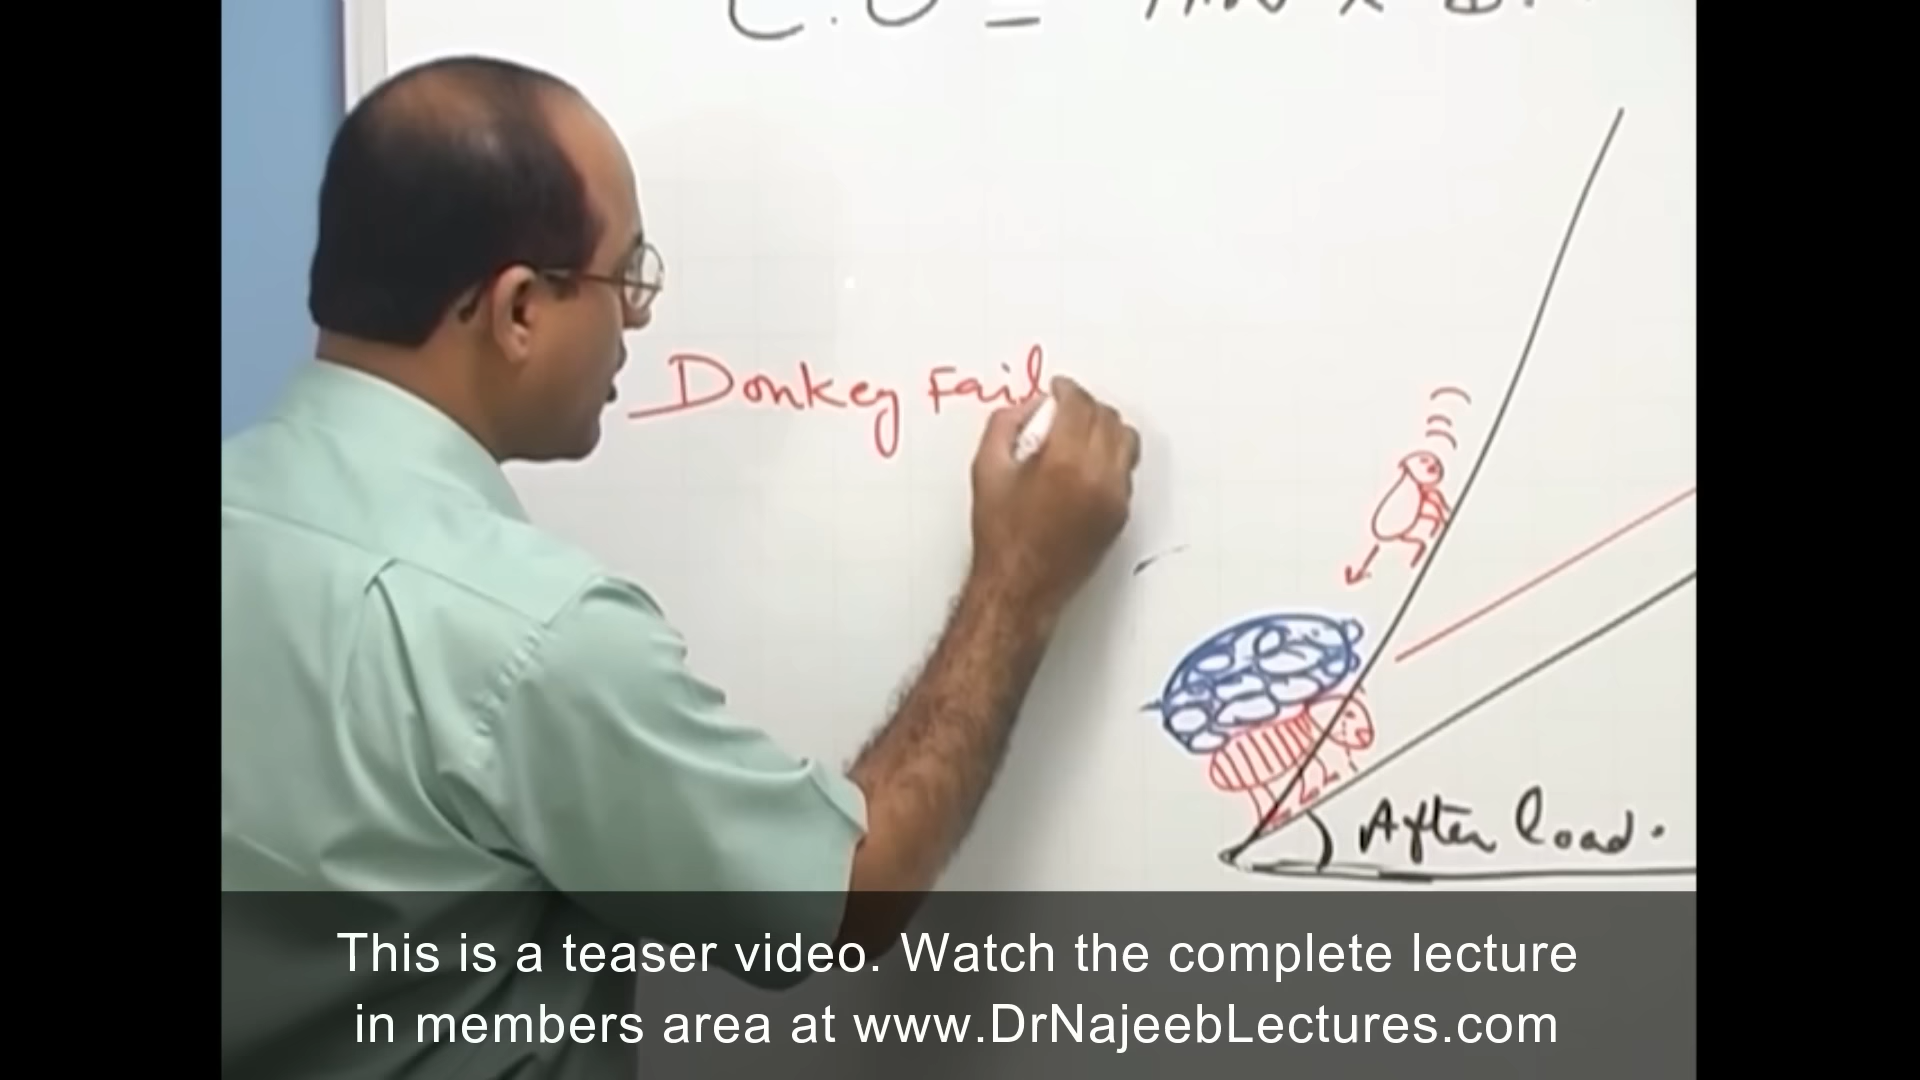 C.O =
Donkey Fail
After load.
This is a teaser video. Watch the complete lecture
in members area at www.DrNajeebLectures.com